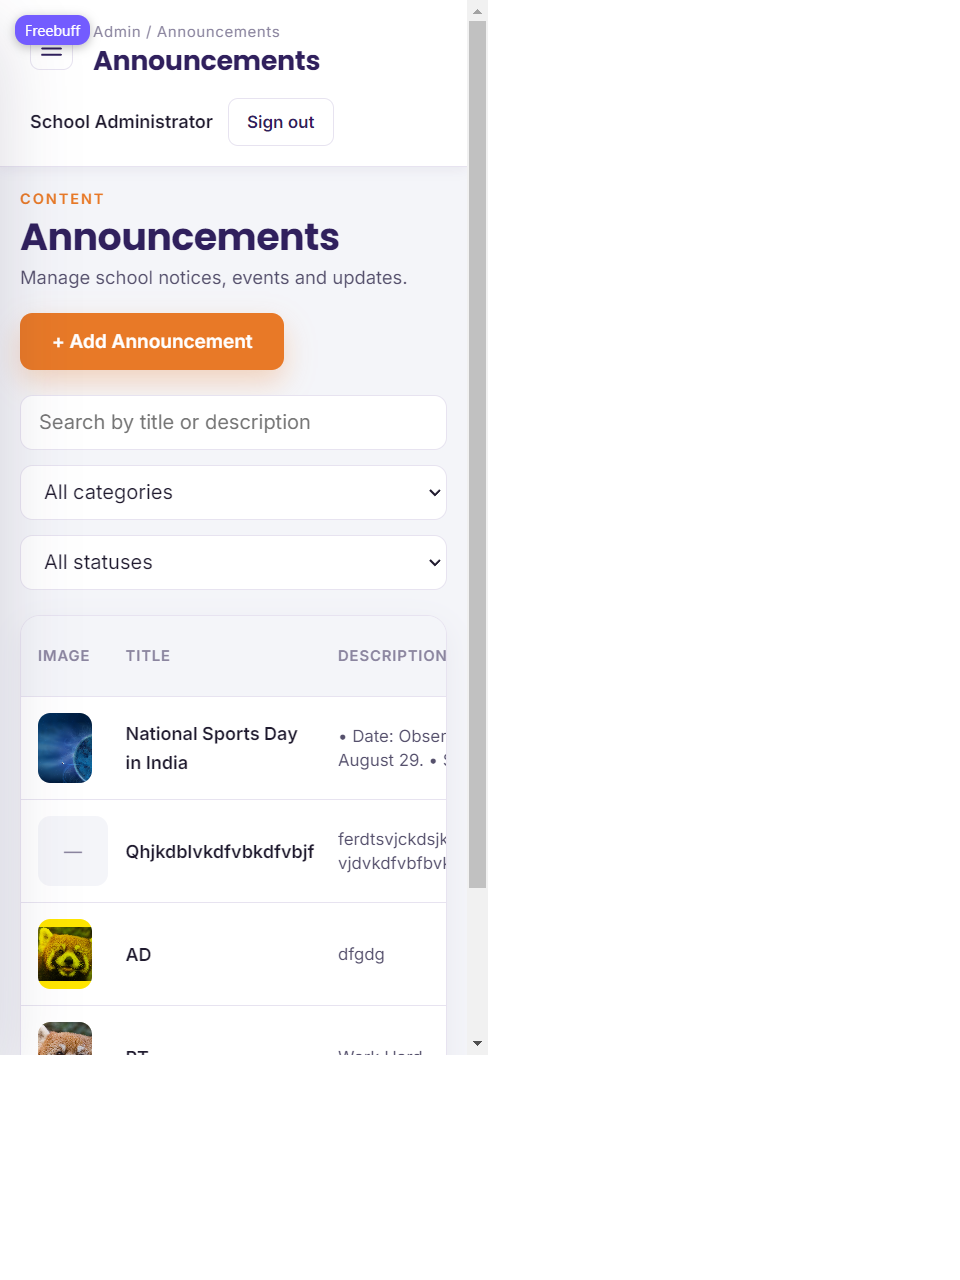 Freebuff
Admin / Announcements
Announcements
School Administrator
Sign out
CONTENT
Announcements
Manage school notices, events and updates.
+ Add Announcement
Search by title or description
All categories
All statuses
IMAGE TITLE DESCRIPTION
National Sports Day
in India
• Date: Obser
August 29. •
—
Qhjkdblvkdfvbkdfvbjf
ferdtsvjckdsjk
vjdvkdfvbfbvk
AD
dfgdg